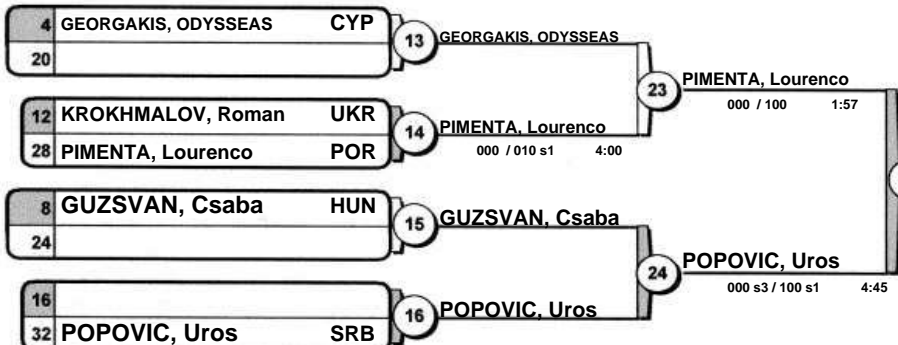 4 GEORGAKIS, ODYSSEAS CYP
20
13 GEORGAKIS, ODYSSEAS
12 KROKHMALOV, Roman UKR
28 PIMENTA, Lourenco POR
14 PIMENTA, Lourenco
000 / 010 s1 4:00
23 PIMENTA, Lourenco
000 / 100 1:57
8 GUZSVAN, Csaba HUN
24
15 GUZSVAN, Csaba
16
32 POPOVIC, Uros SRB
16 POPOVIC, Uros
24 POPOVIC, Uros
000 s3 / 100 s1 4:45